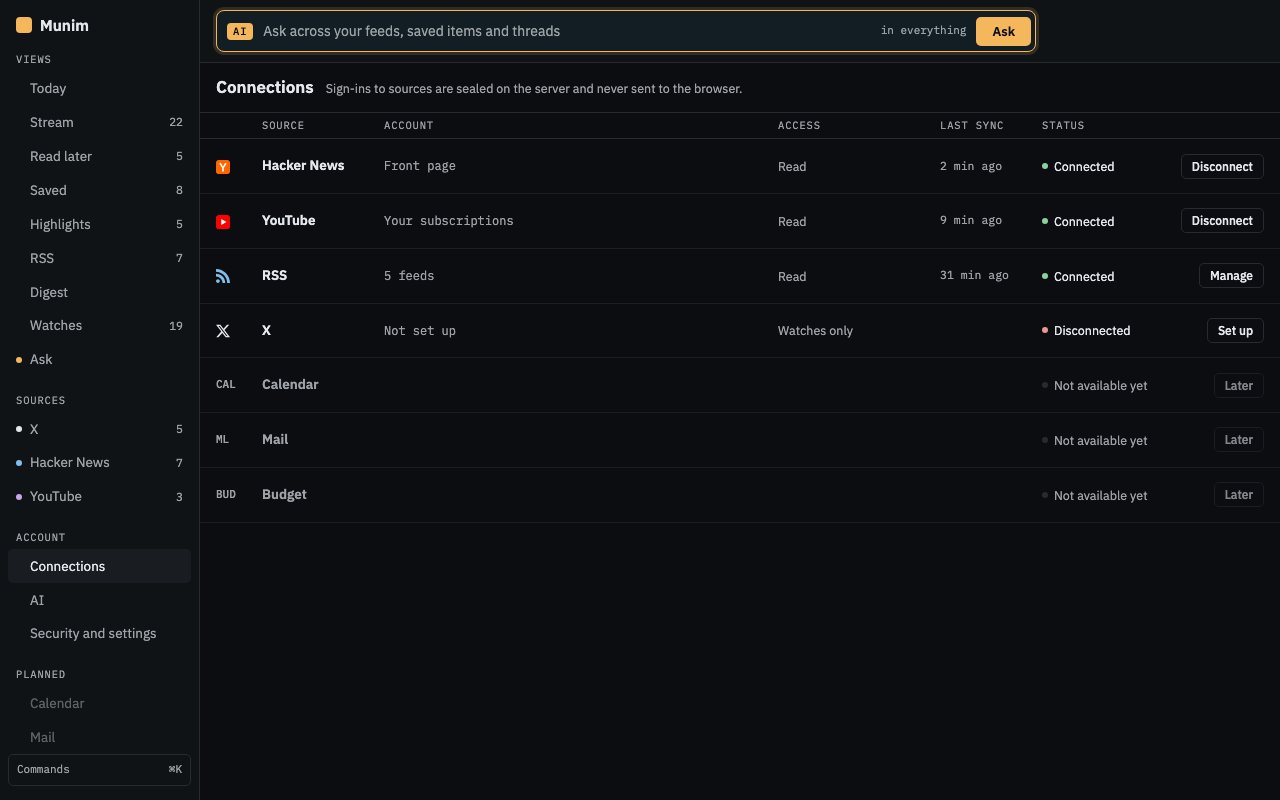 Munim
VIEWS
Today
Stream 22
Read later 5
Saved 8
Highlights 5
RSS 7
Digest
Watches 19
Ask
SOURCES
X 5
Hacker News 7
YouTube 3
ACCOUNT
Connections
AI
Security and settings
PLANNED
Calendar
Mail
Commands ⌘K
AI Ask across your feeds, saved items and threads in everything Ask
Connections Sign-ins to sources are sealed on the server and never sent to the browser.
SOURCE ACCOUNT ACCESS LAST SYNC STATUS
Y Hacker News Front page Read 2 min ago Connected Disconnect
YouTube Your subscriptions Read 9 min ago Connected Disconnect
RSS 5 feeds Read 31 min ago Connected Manage
X Not set up Watches only Disconnected Set up
CAL Calendar Not available yet Later
ML Mail Not available yet Later
BUD Budget Not available yet Later